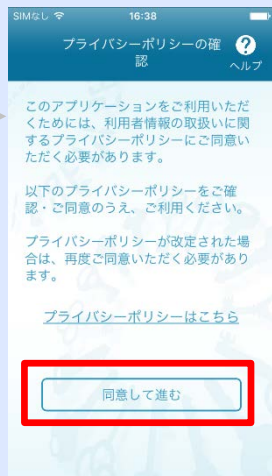 SIMなし 16:38
プライバシーポリシーの確
認
ヘルプ
このアプリケーションをご利用いただ
くためには、利用者情報の取扱いに関
するプライバシーポリシーにご同意い
ただく必要があります。
以下のプライバシーポリシーをご確
認・ご同意のうえ、ご利用ください。
プライバシーポリシーが改定された場
合は、再度ご同意いただく必要があり
ます。
プライバシーポリシーはこちら
同意して進む